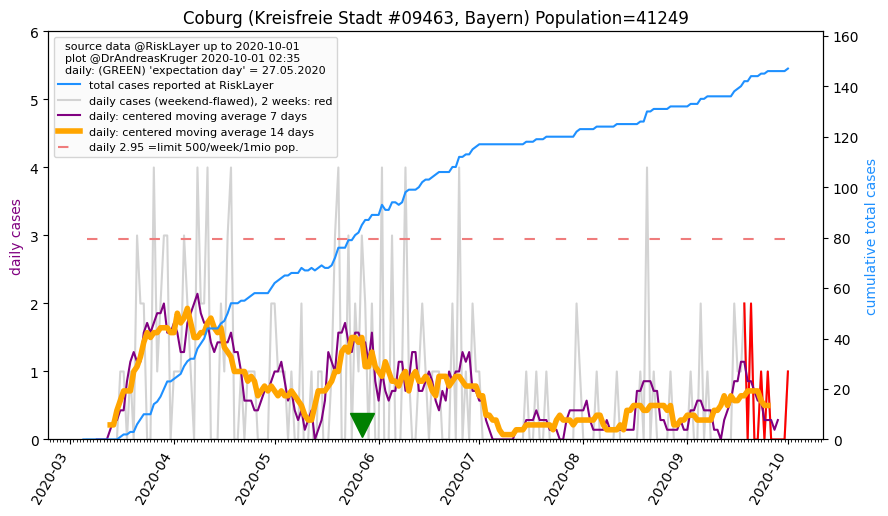 Coburg (Kreisfreie Stadt #09463, Bayern) Population=41249
source data @RiskLayer up to 2020-10-01
plot @DrAndreasKruger 2020-10-01 02:35
daily: (GREEN) 'expectation day' = 27.05.2020
total cases reported at RiskLayer
daily cases (weekend-flawed), 2 weeks: red
daily: centered moving average 7 days
daily: centered moving average 14 days
daily 2.95 =limit 500/week/1mio pop.
daily cases
6
5
4
3
2
1
0
cumulative total cases
160
140
120
100
80
60
40
20
0
2020-03
2020-04
2020-05
2020-06
2020-07
2020-08
2020-09
2020-10